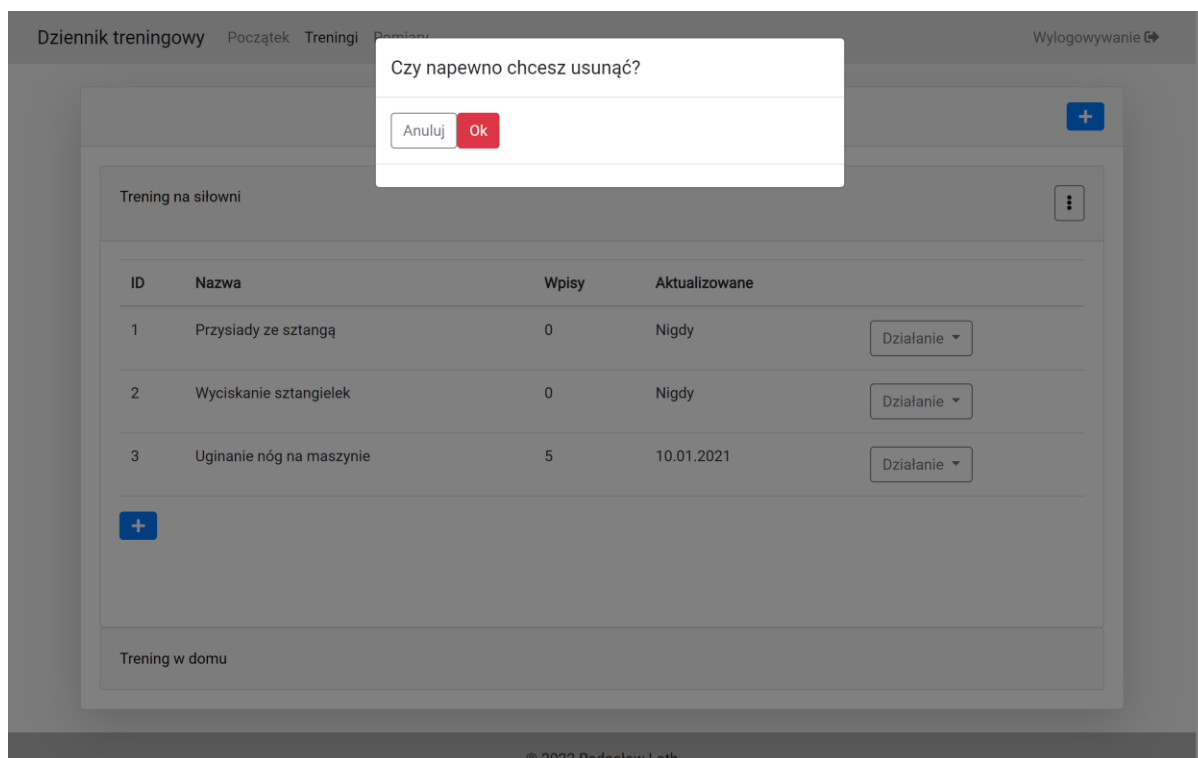 Dziennik treningowy Początek Treningi Pomiary Wylogowywanie
Czy napewno chcesz usunąć?
Anuluj Ok
Trening na siłowni
ID Nazwa Wpisy Aktualizowane
1 Przysiady ze sztangą 0 Nigdy Działanie
2 Wyciskanie sztangielek 0 Nigdy Działanie
3 Uginanie nóg na maszynie 5 10.01.2021 Działanie
Trening w domu